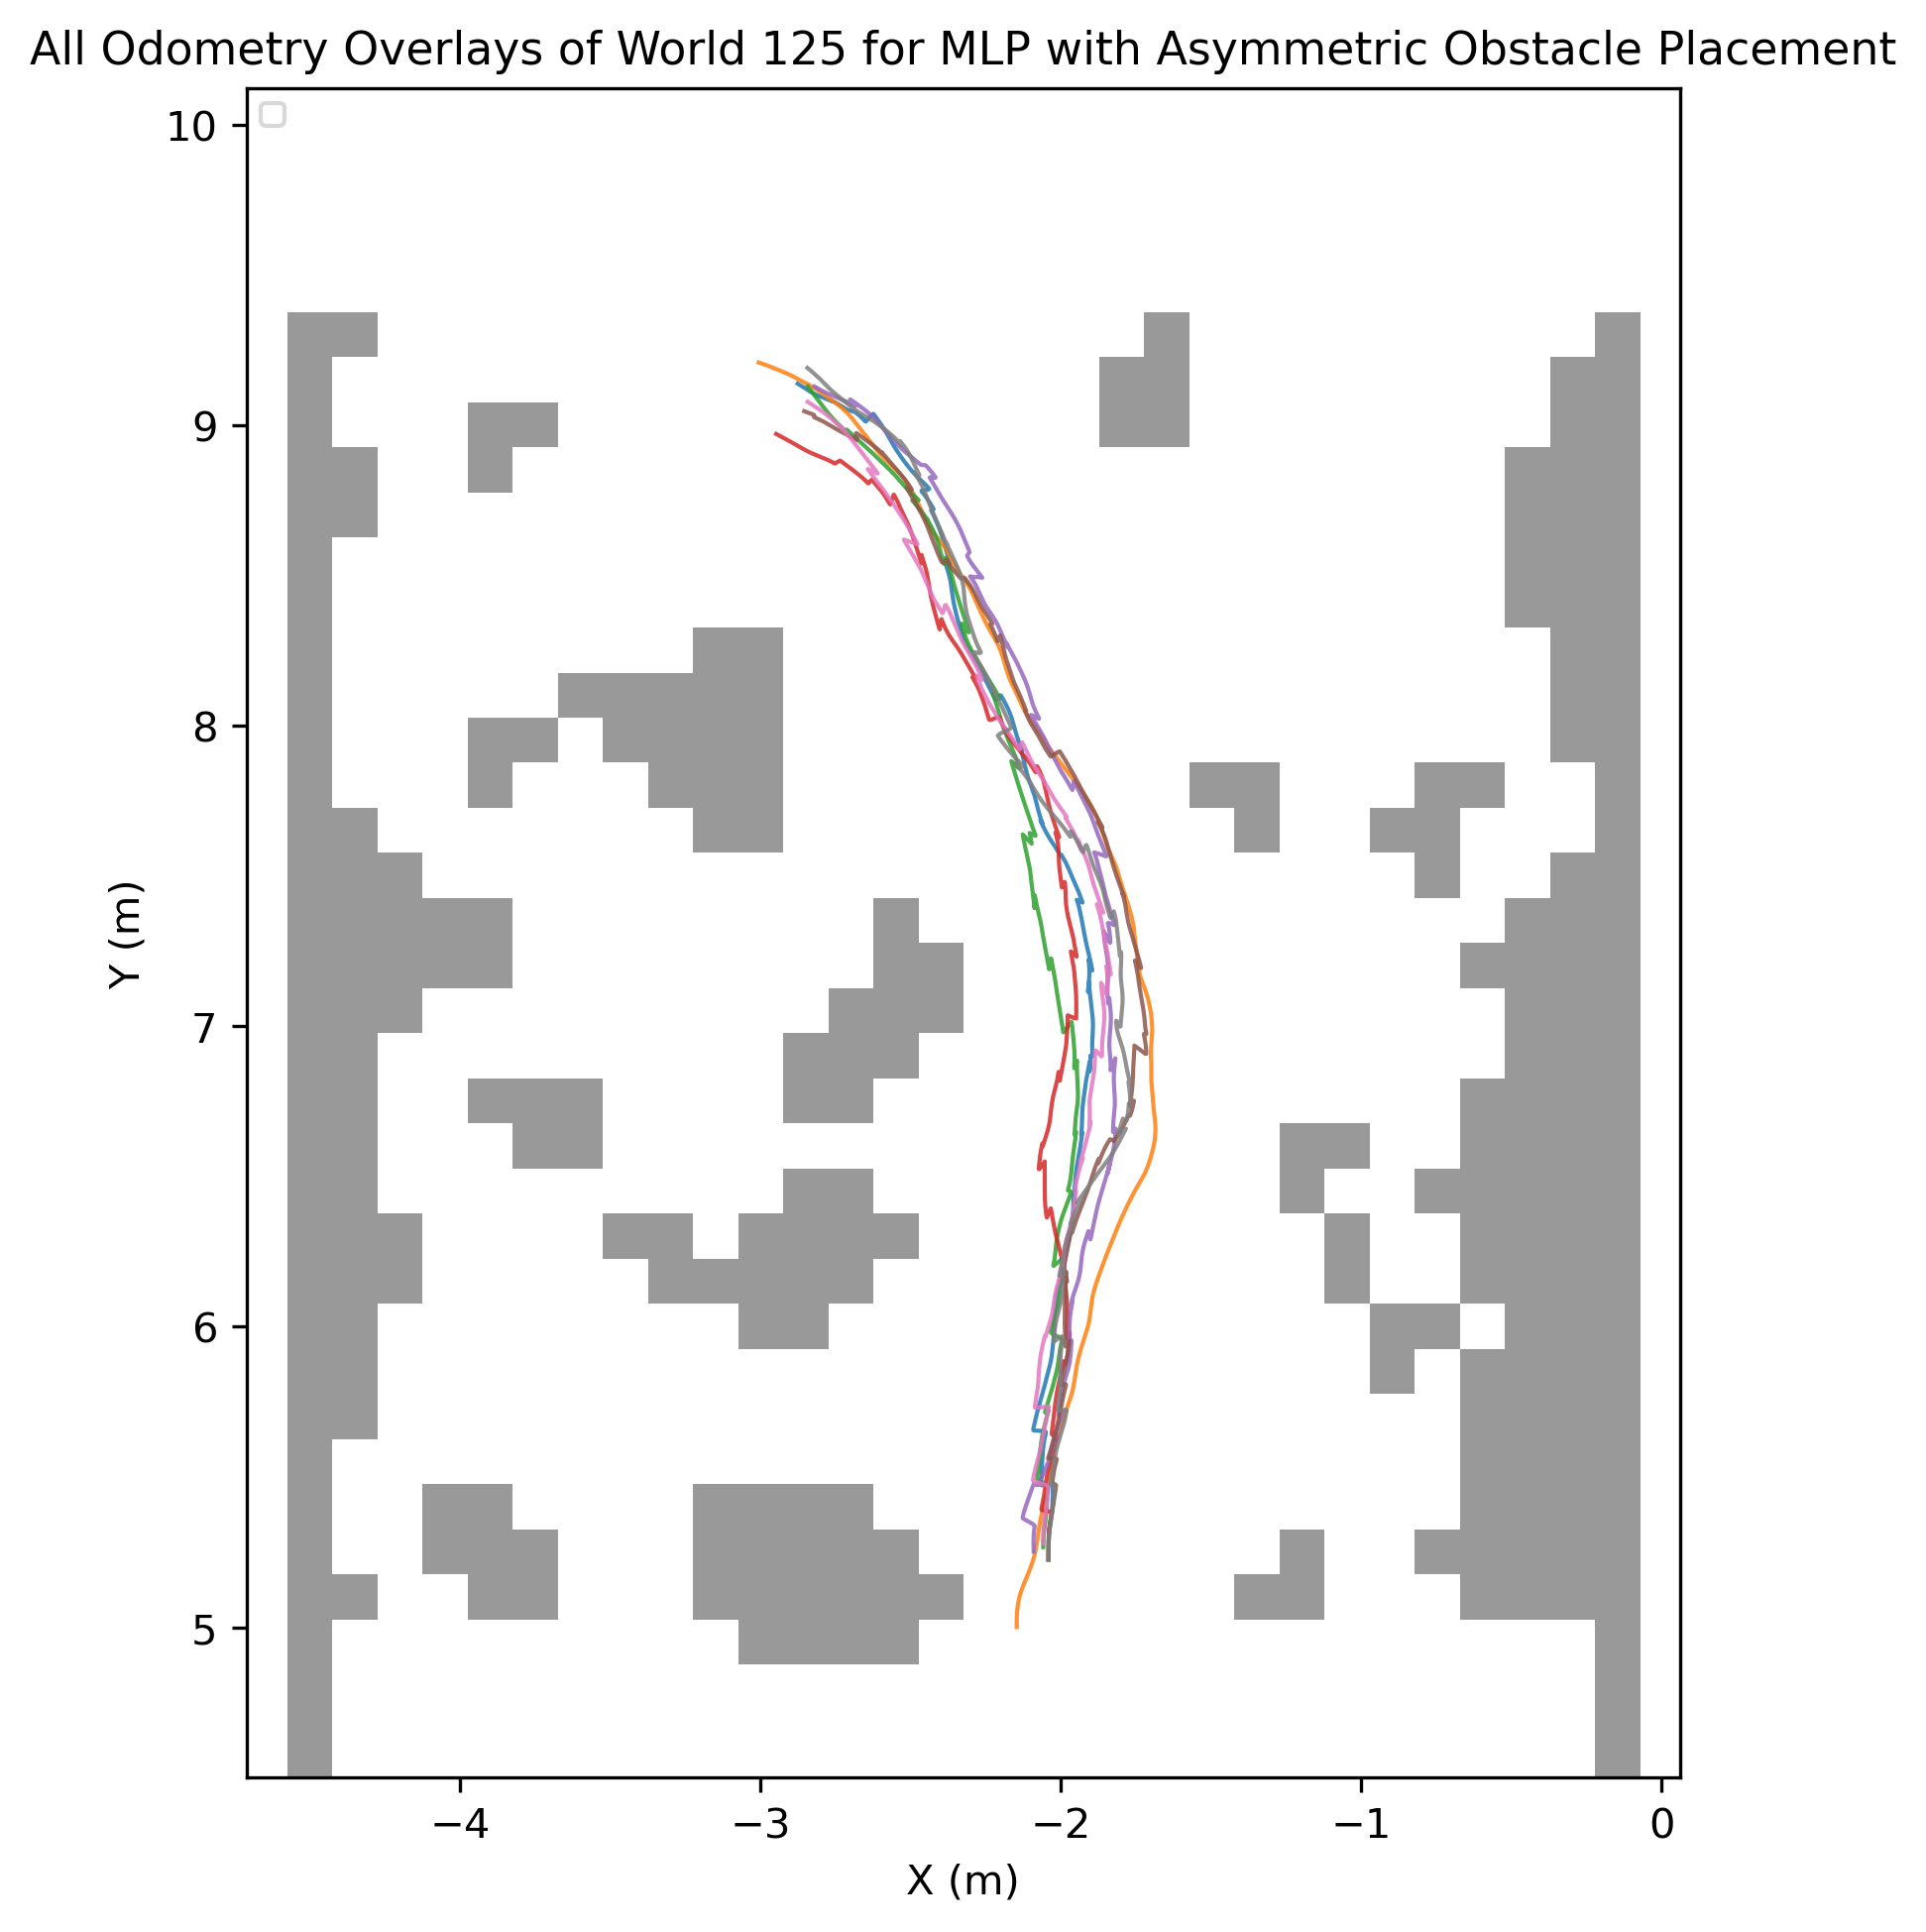 All Odometry Overlays of World 125 for MLP with Asymmetric Obstacle Placement
10
9
8
7
6
5
Y (m)
−4 −3 −2 −1 0
X (m)